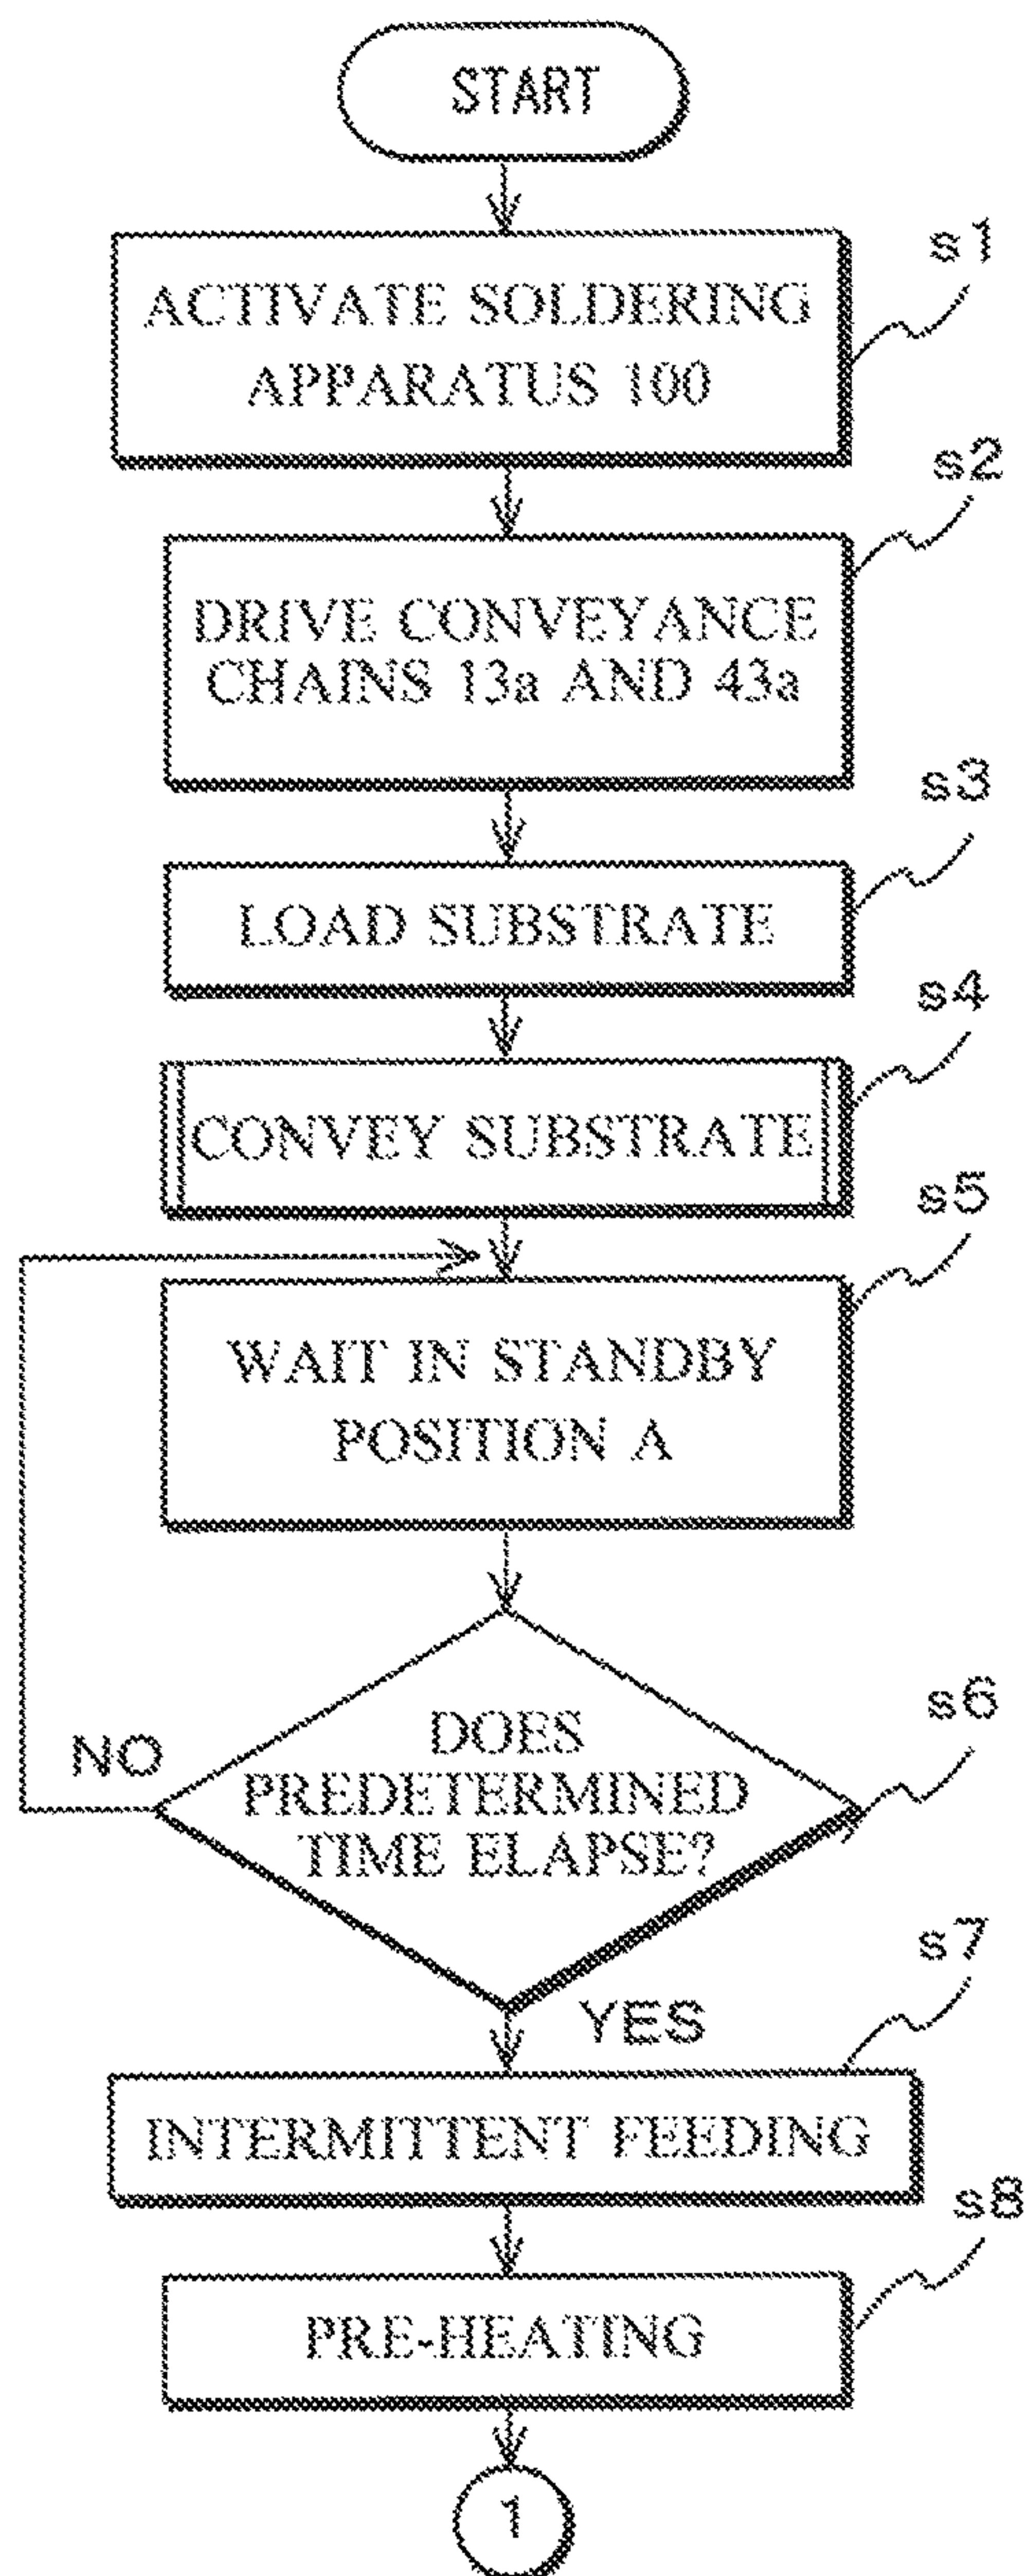 START
s1
ACTIVATE SOLDERING
APPARATUS 100
s2
DRIVE CONVEYANCE
CHAINS 13a AND 43a
s3
LOAD SUBSTRATE
s4
CONVEY SUBSTRATE
s5
WAIT IN STANDBY
POSITION A
s6
NO
DOES
PREDETERMINED
TIME ELAPSE?
s7
YES
INTERMITTENT FEEDING
s8
PRE-HEATING
1